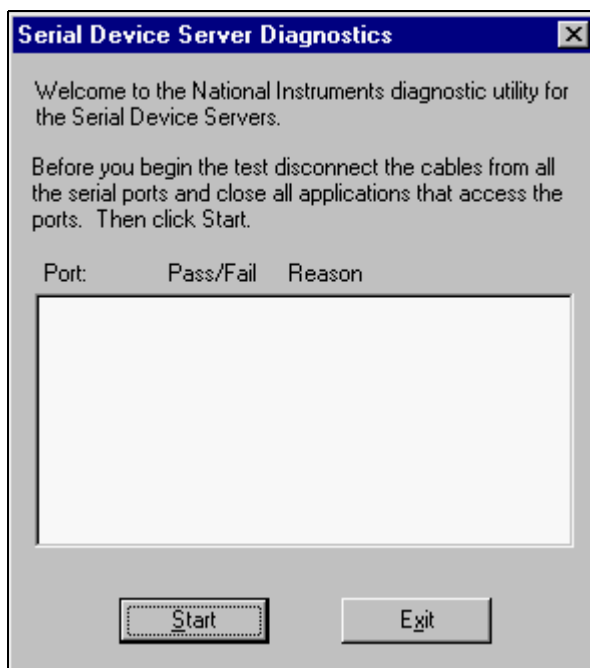 Serial Device Server Diagnostics
Welcome to the National Instruments diagnostic utility for
the Serial Device Servers.
Before you begin the test disconnect the cables from all
the serial ports and close all applications that access the
ports. Then click Start.
Port: Pass/Fail Reason
Start Exit